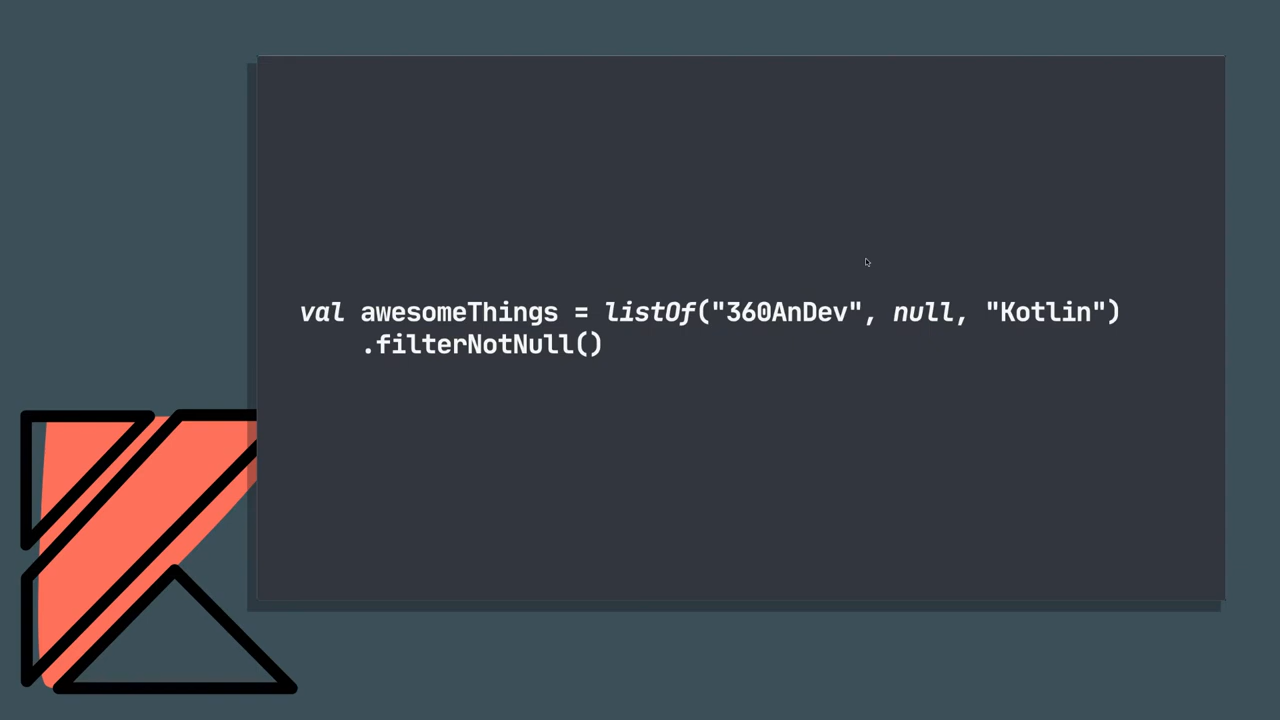 val awesomeThings = listOf("360AnDev", null, "Kotlin")
.filterNotNull()